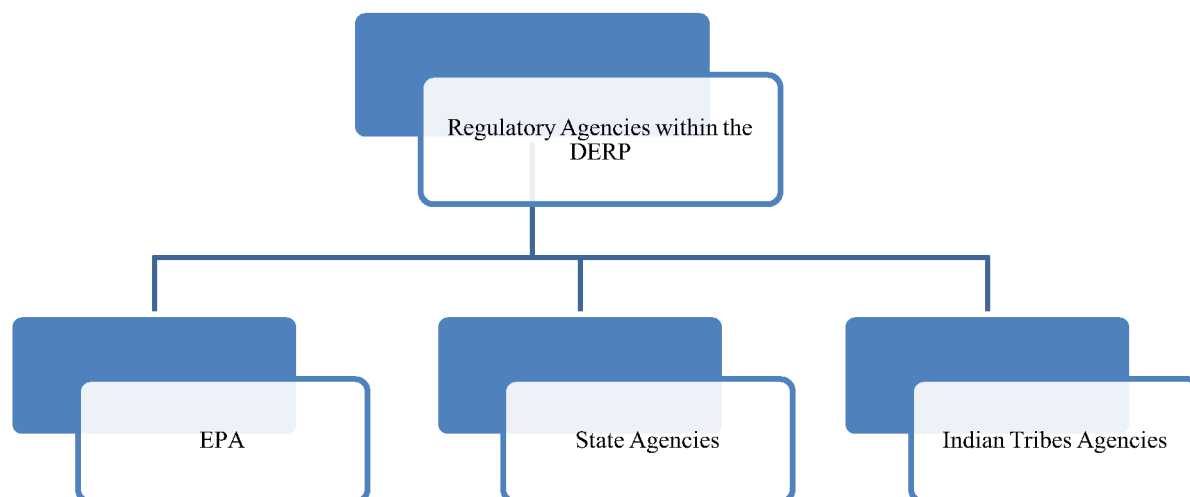 Regulatory Agencies within the
DERP
EPA
State Agencies
Indian Tribes Agencies